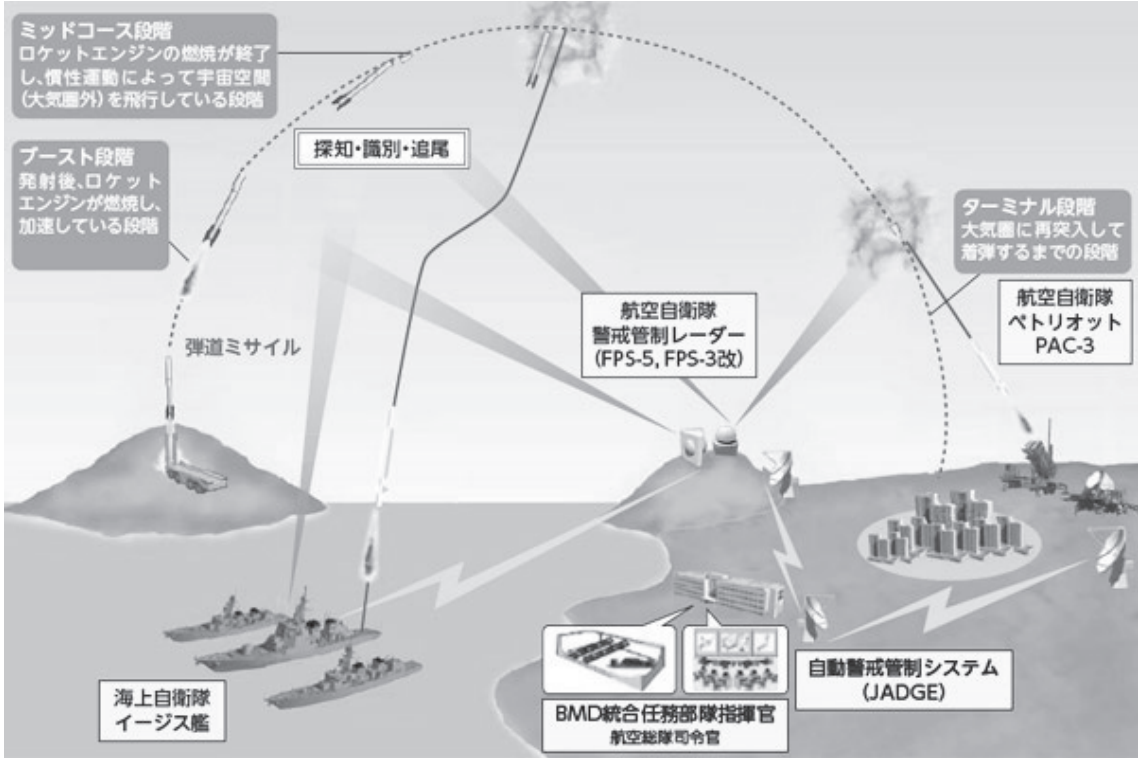 ミッドコース段階
ロケットエンジンの燃焼が終了
し、慣性運動によって宇宙空間
(大気圏外)を飛行している段階
ブースト段階
発射後、ロケット
エンジンが燃焼し、
加速している段階
探知・識別・追尾
ターミナル段階
大気圏に再突入して
着弾するまでの段階
航空自衛隊
ペトリオット
PAC-3
航空自衛隊
警戒管制レーダー
(FPS-5, FPS-3改)
弾道ミサイル
海上自衛隊
イージス艦
BMD統合任務部隊指揮官
航空総隊司令官
自動警戒管制システム
(JADGE)